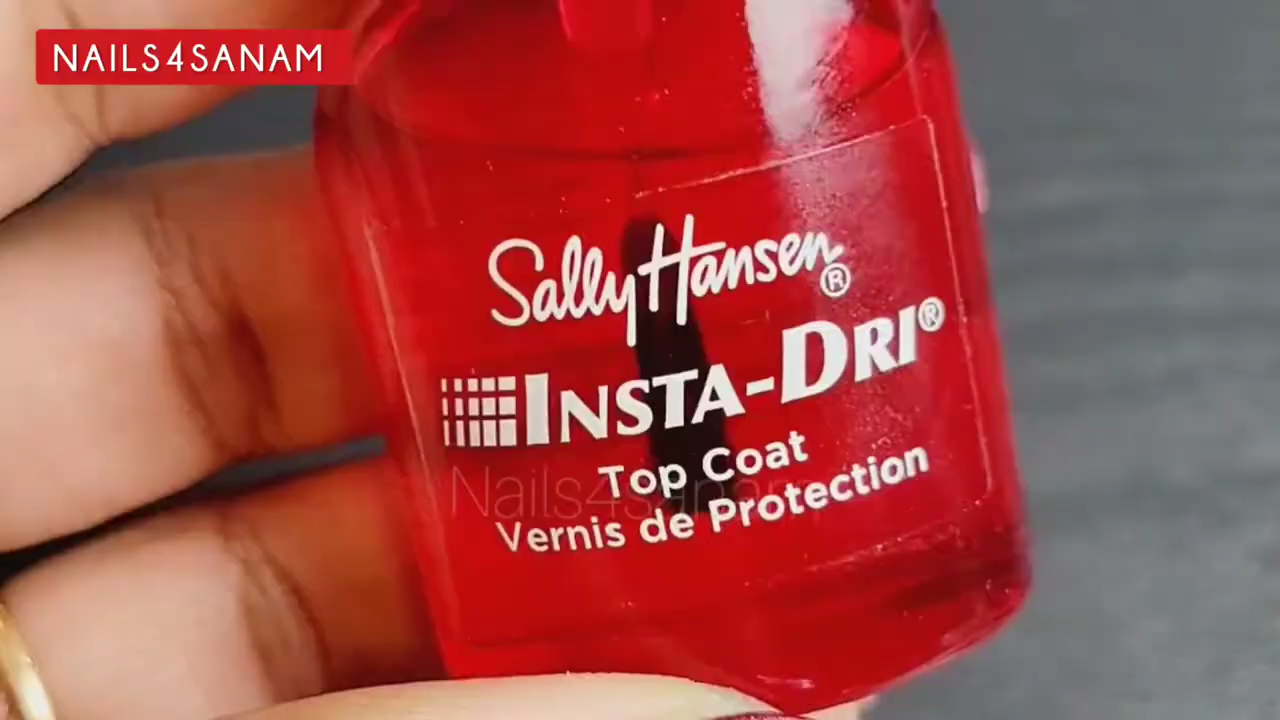 NAILS4SANAM
Sally Hansen®
INSTA-DRI®
Top Coat
Nails4sanam
Vernis de Protection